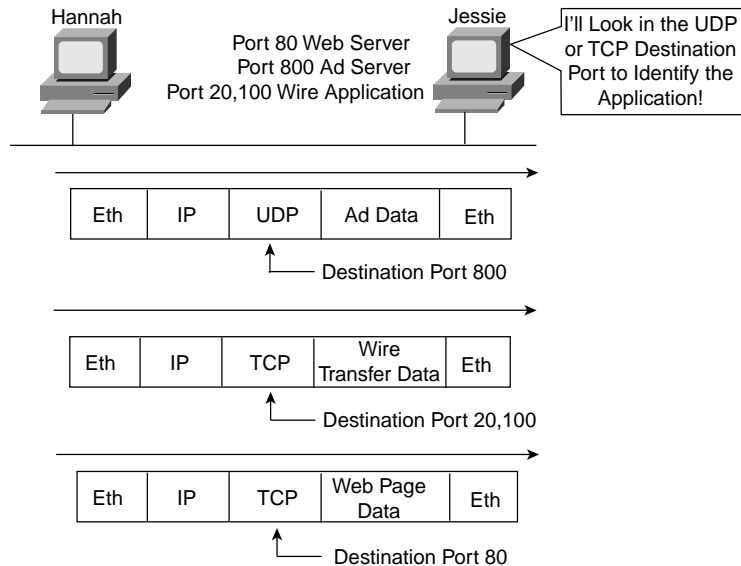 Hannah
Jessie
I'll Look in the UDP
or TCP Destination
Port to Identify the
Application!
Port 80 Web Server
Port 800 Ad Server
Port 20,100 Wire Application
Eth IP UDP Ad Data Eth
Destination Port 800
Eth IP TCP Wire
Transfer Data Eth
Destination Port 20,100
Eth IP TCP Web Page
Data Eth
Destination Port 80